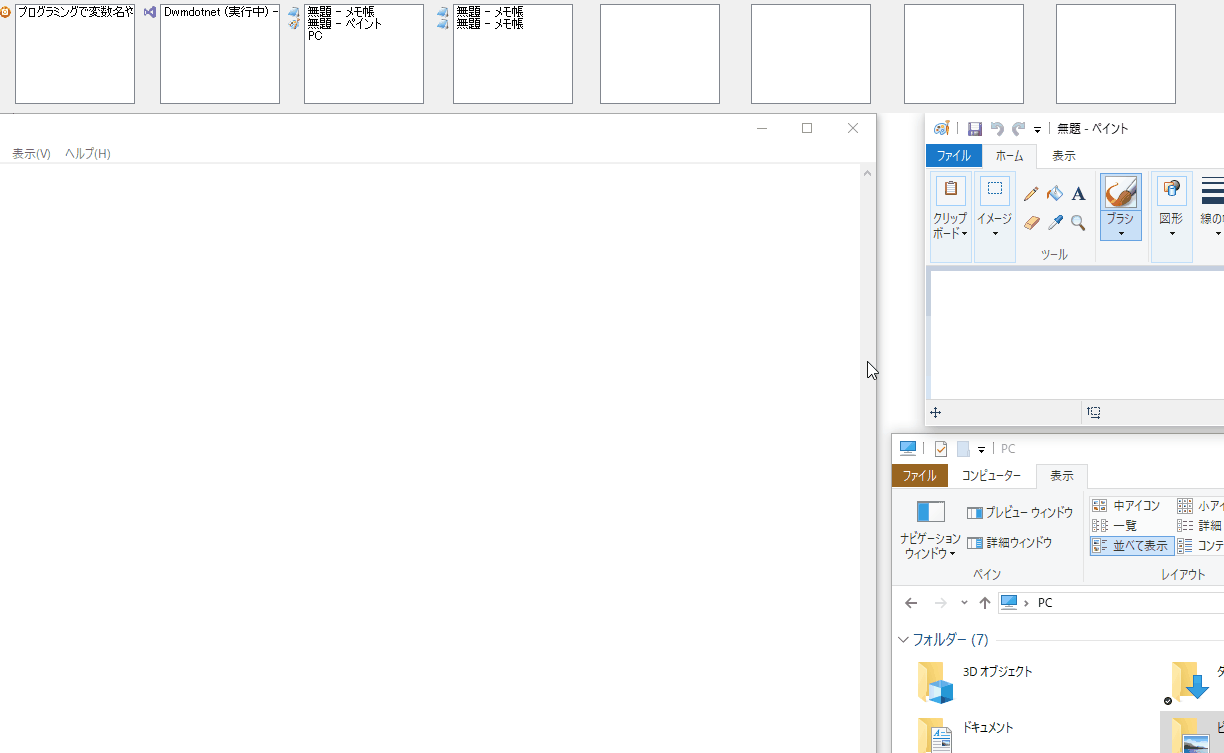 プログラミングで変数名や
Dwmdotnet (実行中) -
無題 - メモ帳
無題 - ペイント
PC
無題 - メモ帳
無題 - メモ帳
表示(V) ヘルプ(H)
無題 - ペイント
ファイル ホーム 表示
クリップ
ボード
イメージ
A
ツール
ブラシ
図形
線の
PC
ファイル コンピューター 表示
ナビゲーション
ウィンドウ
プレビュー ウィンドウ
詳細ウィンドウ
ペイン
中アイコン 小アイ
一覧 詳細
並べて表示 コンテ
レイアウト
PC
フォルダー (7)
3D オブジェクト
ダ
ドキュメント
ピ